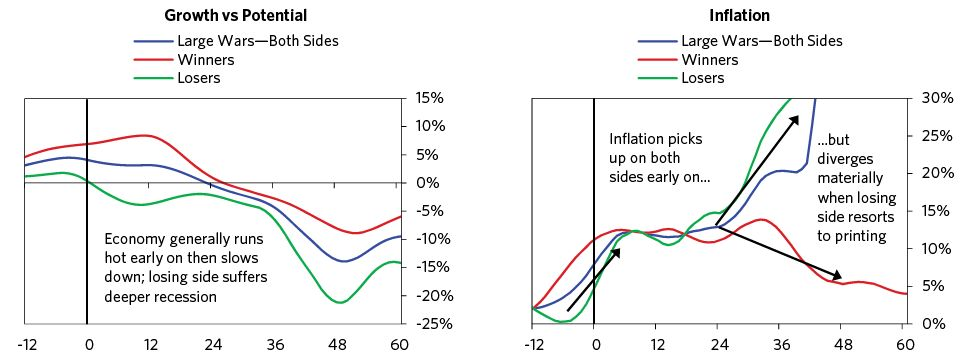 Growth vs Potential
Large Wars—Both Sides
Winners
Losers
15%
10%
5%
0%
-5%
-10%
-15%
-20%
-25%
Economy generally runs
hot early on then slows
down; losing side suffers
deeper recession
-12 0 12 24 36 48 60
Inflation
Large Wars—Both Sides
Winners
Losers
30%
25%
20%
15%
10%
5%
0%
Inflation picks
up on both
sides early on...
...but
diverges
materially
when losing
side resorts
to printing
-12 0 12 24 36 48 60